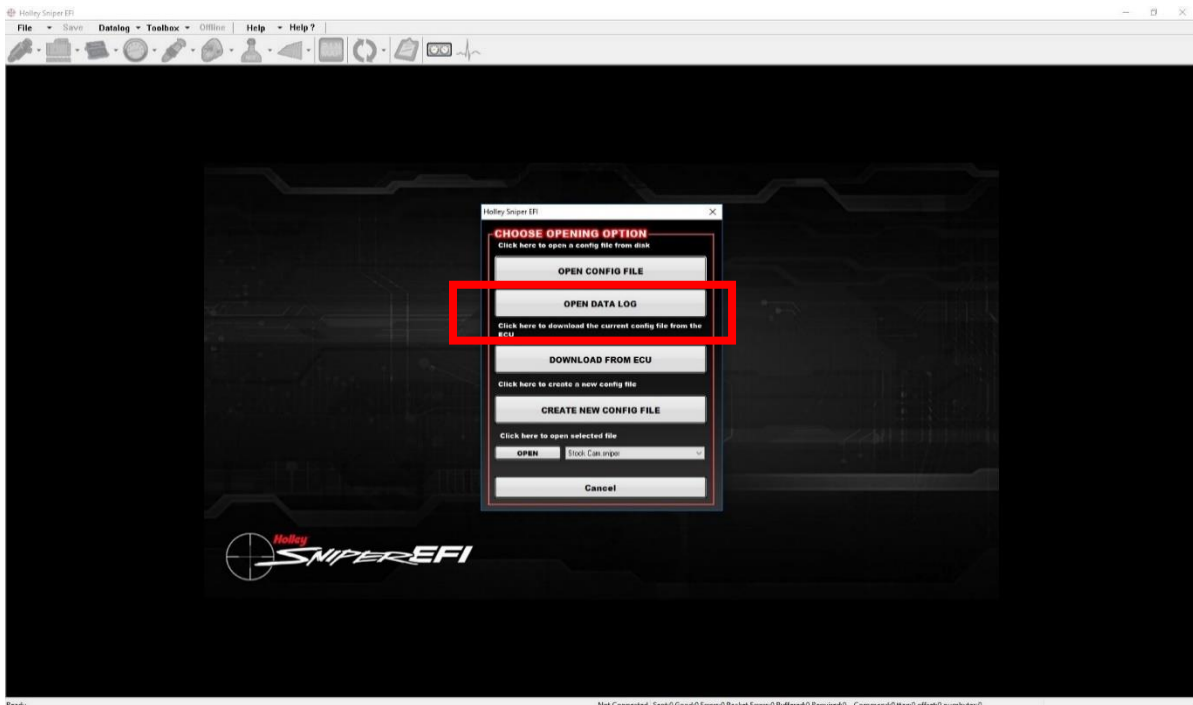 Holley Sniper EFI
File Save Datalog Toolbox Offline Help Help?
Holley Sniper EFI
CHOOSE OPENING OPTION
Click here to open a config file from disk
OPEN CONFIG FILE
OPEN DATA LOG
Click here to download the current config file from the
ECU
DOWNLOAD FROM ECU
Click here to create a new config file
CREATE NEW CONFIG FILE
Click here to open selected file
OPEN Stock Cam.sniper
Cancel
Holley
SNIPER EFI
Ready